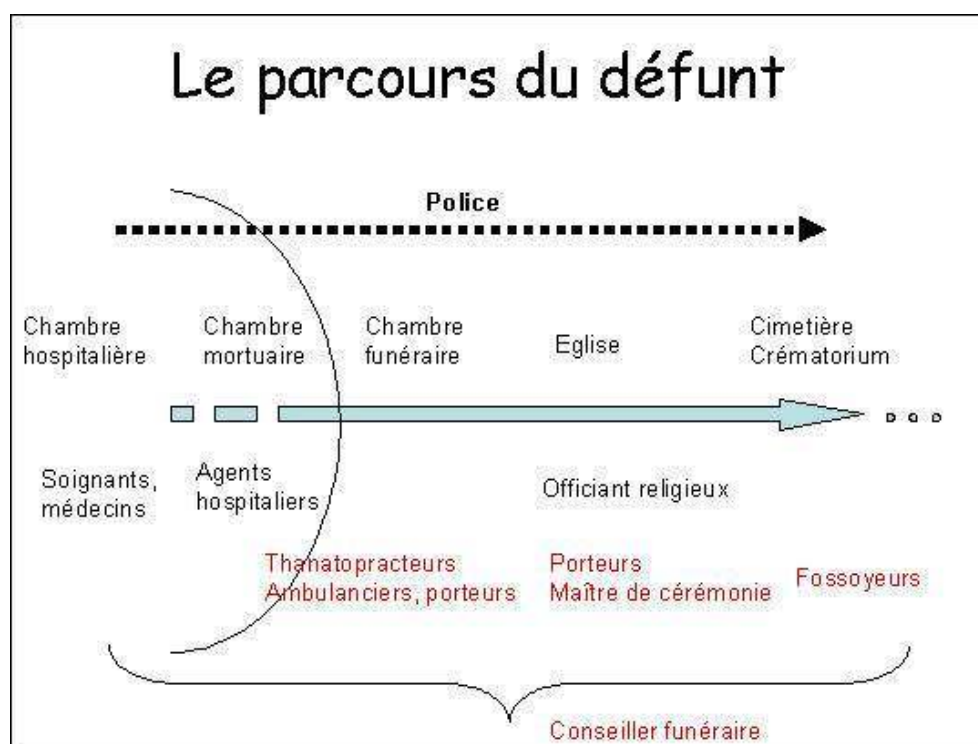 Le parcours du défunt
Police
Chambre
hospitalière
Chambre
mortuaire
Chambre
funéraire
Eglise
Cimetière
Crématorium
Soignants,
médecins
Agents
hospitaliers
Officiant religieux
Thanatopracteurs
Ambulanciers, porteurs
Porteurs
Maître de cérémonie
Fossoyeurs
Conseiller funéraire